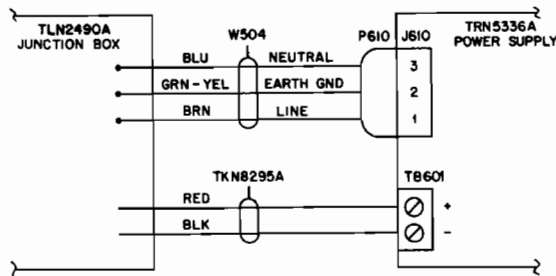 TLN2490A
JUNCTION BOX
W504
P610 J610
TRN5336A
POWER SUPPLY
BLU NEUTRAL 3
GRN-YEL EARTH GND 2
BRN LINE 1
TKN8295A
TB601
RED +
BLK -